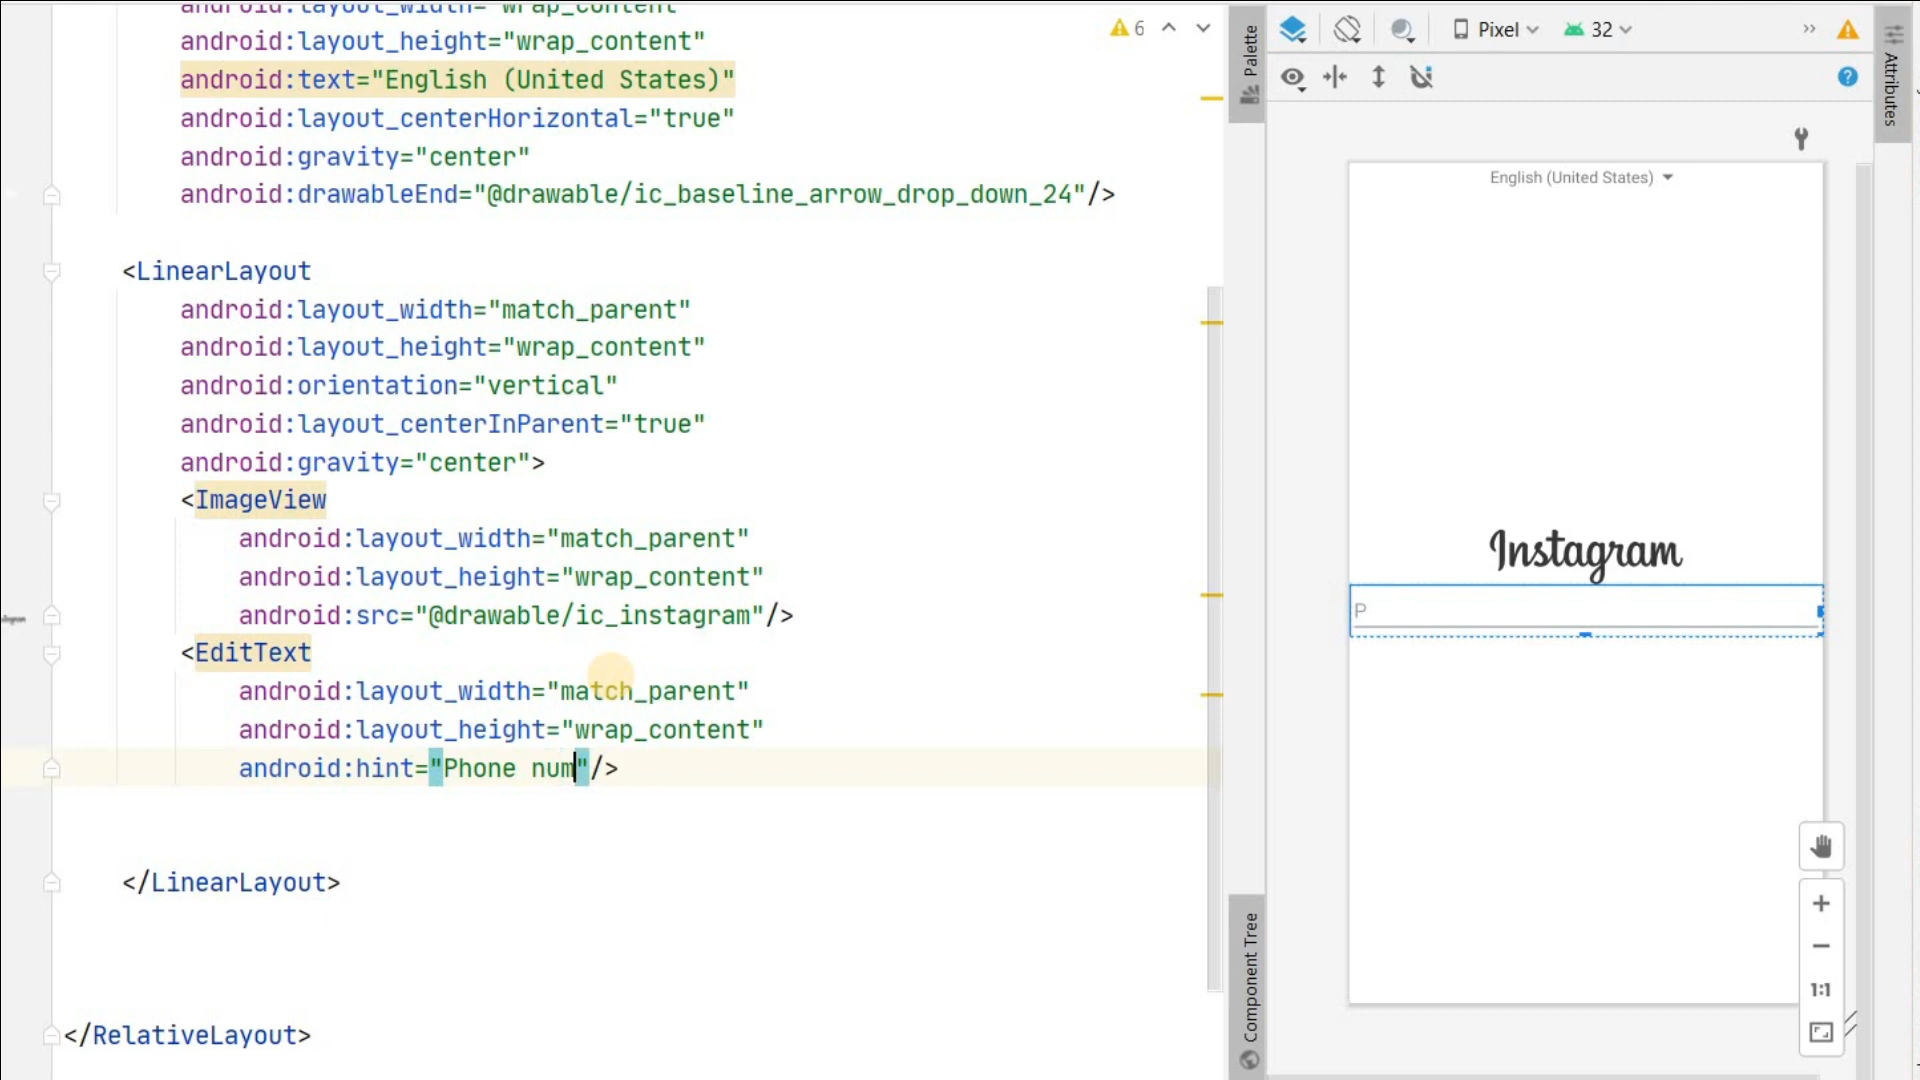 android:layout_width="wrap_content"
android:layout_height="wrap_content"
android:text="English (United States)"
android:layout_centerHorizontal="true"
android:gravity="center"
android:drawableEnd="@drawable/ic_baseline_arrow_drop_down_24"/>
<LinearLayout
android:layout_width="match_parent"
android:layout_height="wrap_content"
android:orientation="vertical"
android:layout_centerInParent="true"
android:gravity="center">
<ImageView
android:layout_width="match_parent"
android:layout_height="wrap_content"
android:src="@drawable/ic_instagram"/>
<EditText
android:layout_width="match_parent"
android:layout_height="wrap_content"
android:hint="Phone num"/>
</LinearLayout>
</RelativeLayout>
6
Palette
Component Tree
Pixel
32
Attributes
English (United States)
Instagram
P
1:1